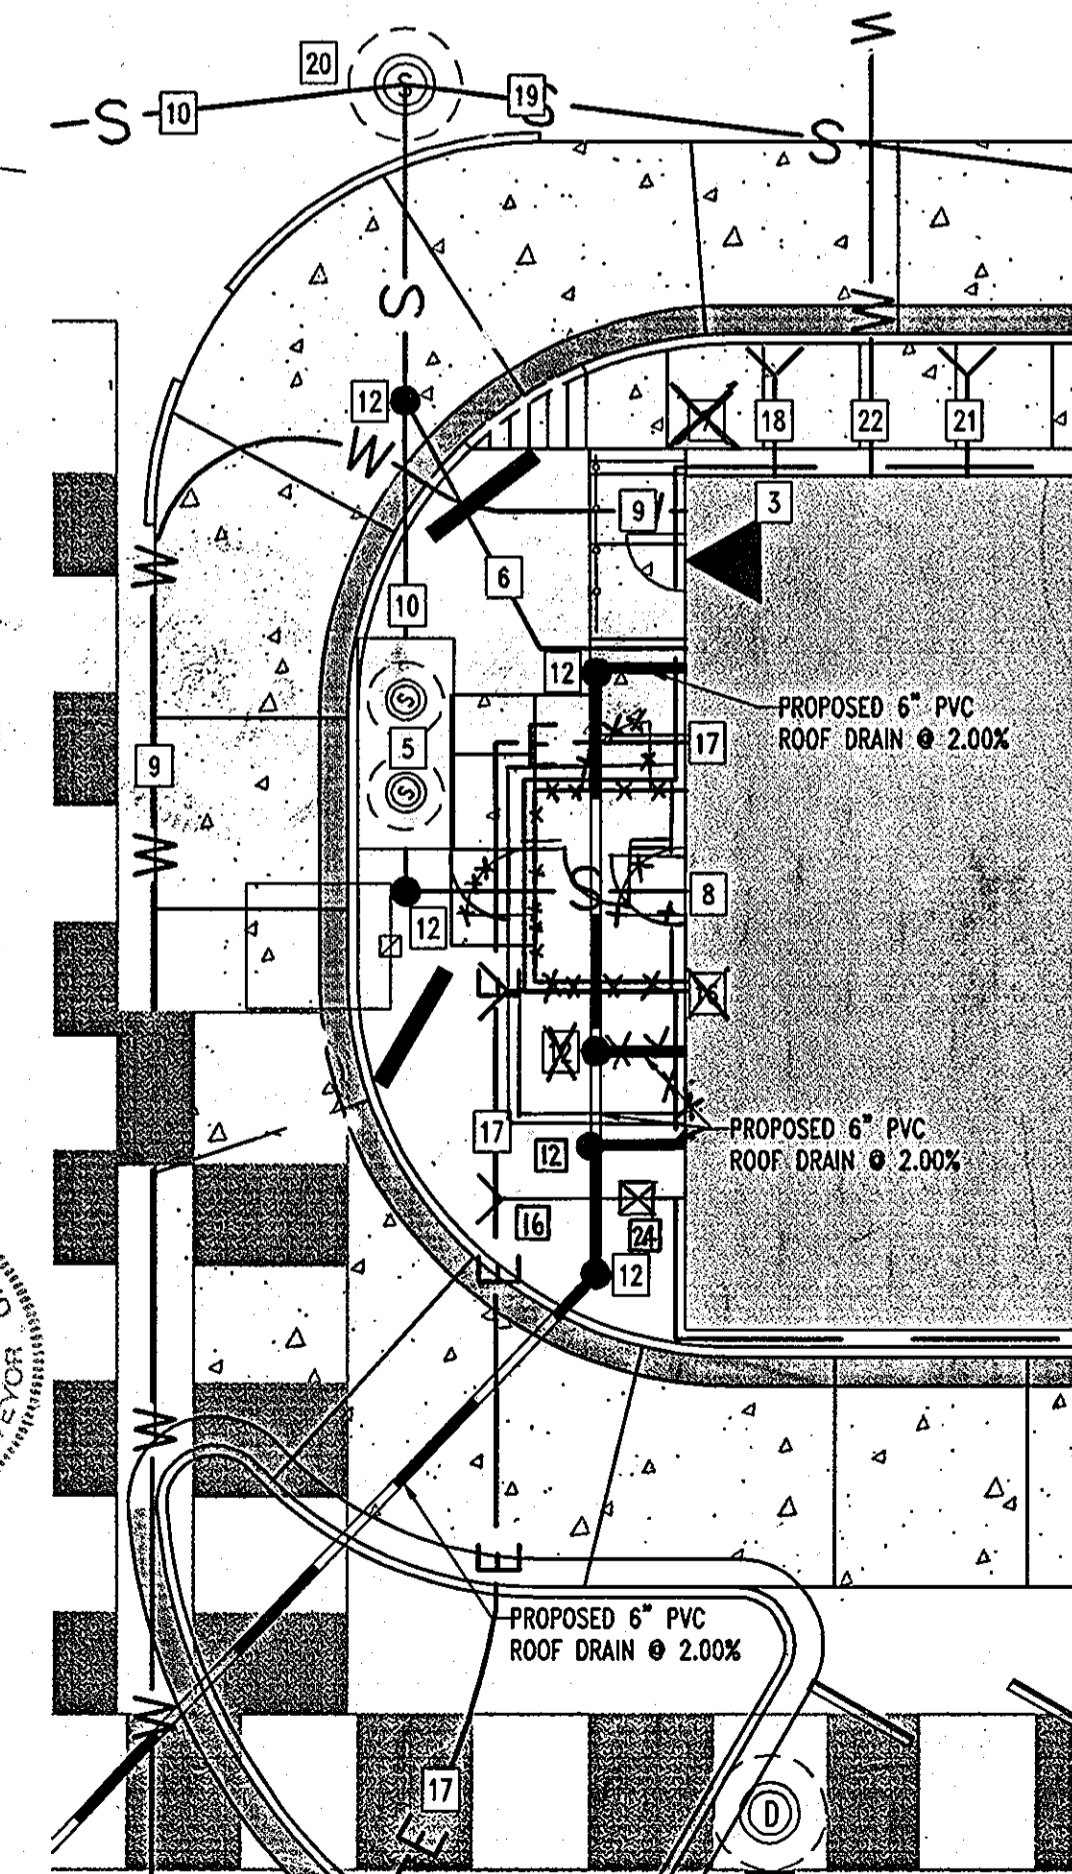 W
20
S
10
19
S
S
S
W
12
W
18
22
21
9
3
W
6
10
12
PROPOSED 6" PVC
ROOF DRAIN @ 2.00%
17
5
S
S
9
W
S
8
12
17
PROPOSED 6" PVC
ROOF DRAIN @ 2.00%
12
12
16
24
12
EYOR
W
PROPOSED 6" PVC
ROOF DRAIN @ 2.00%
W
17
D
E